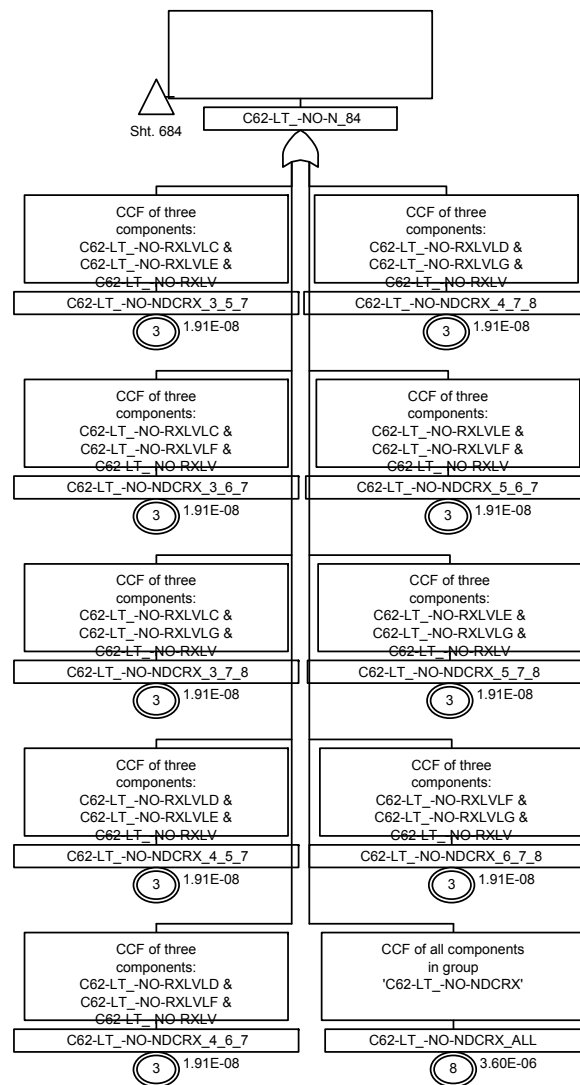 C62-LT_-NO-N_84
Sht. 684
CCF of three
components:
C62-LT_-NO-RXLVLC &
C62-LT_-NO-RXLVLE &
C62-LT_-NO-RXLV
C62-LT_-NO-NDCRX_3_5_7
3
1.91E-08
CCF of three
components:
C62-LT_-NO-RXLVLD &
C62-LT_-NO-RXLVLG &
C62-LT_-NO-RXLV
C62-LT_-NO-NDCRX_4_7_8
3
1.91E-08
CCF of three
components:
C62-LT_-NO-RXLVLC &
C62-LT_-NO-RXLVLF &
C62-LT_-NO-RXLV
C62-LT_-NO-NDCRX_3_6_7
3
1.91E-08
CCF of three
components:
C62-LT_-NO-RXLVLE &
C62-LT_-NO-RXLVLF &
C62-LT_-NO-RXLV
C62-LT_-NO-NDCRX_5_6_7
3
1.91E-08
CCF of three
components:
C62-LT_-NO-RXLVLC &
C62-LT_-NO-RXLVLG &
C62-LT_-NO-RXLV
C62-LT_-NO-NDCRX_3_7_8
3
1.91E-08
CCF of three
components:
C62-LT_-NO-RXLVLE &
C62-LT_-NO-RXLVLG &
C62-LT_-NO-RXLV
C62-LT_-NO-NDCRX_5_7_8
3
1.91E-08
CCF of three
components:
C62-LT_-NO-RXLVLD &
C62-LT_-NO-RXLVLE &
C62-LT_-NO-RXLV
C62-LT_-NO-NDCRX_4_5_7
3
1.91E-08
CCF of three
components:
C62-LT_-NO-RXLVLF &
C62-LT_-NO-RXLVLG &
C62-LT_-NO-RXLV
C62-LT_-NO-NDCRX_6_7_8
3
1.91E-08
CCF of three
components:
C62-LT_-NO-RXLVLD &
C62-LT_-NO-RXLVLF &
C62-LT_-NO-RXLV
C62-LT_-NO-NDCRX_4_6_7
3
1.91E-08
CCF of all components
in group
'C62-LT_-NO-NDCRX'
C62-LT_-NO-NDCRX_ALL
8
3.60E-06